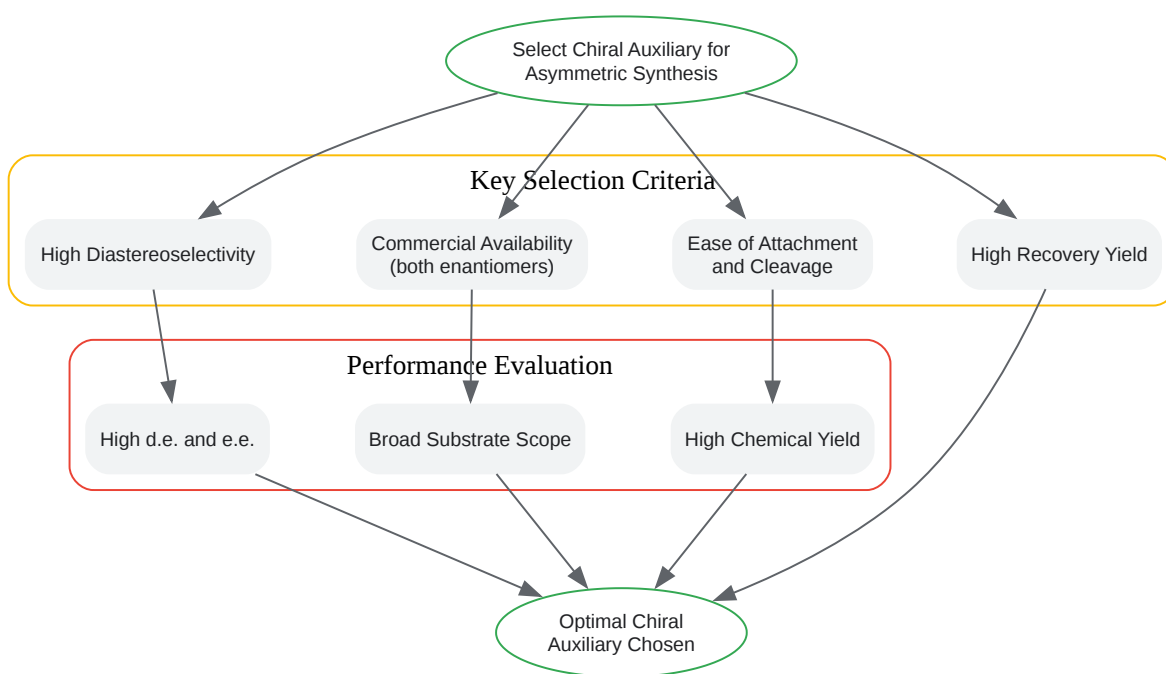 Select Chiral Auxiliary for
Asymmetric Synthesis
Key Selection Criteria
High Diastereoselectivity
Commercial Availability
(both enantiomers)
Ease of Attachment
and Cleavage
High Recovery Yield
Performance Evaluation
High d.e. and e.e.
Broad Substrate Scope
High Chemical Yield
Optimal Chiral
Auxiliary Chosen